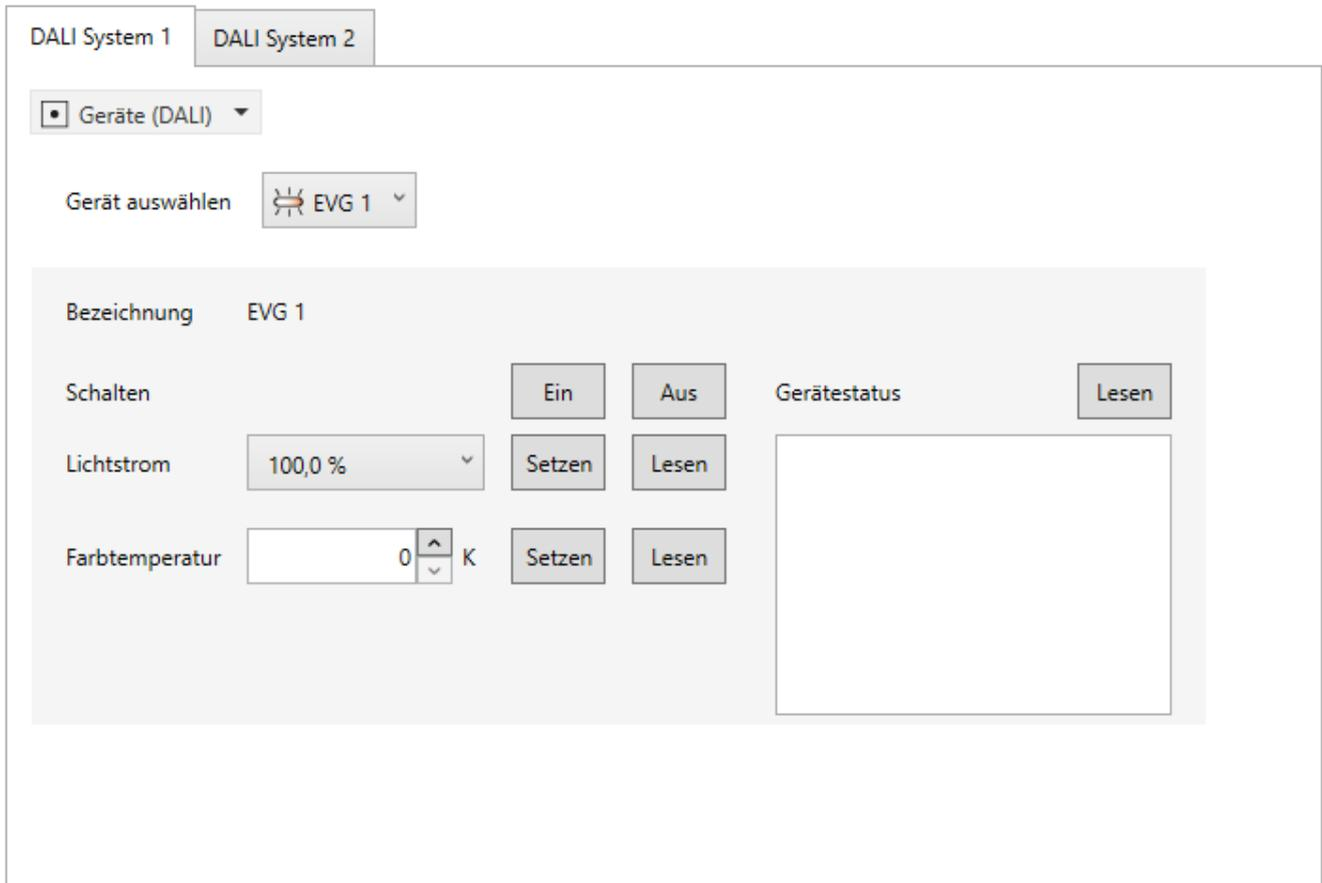 DALI System 1 DALI System 2
Geräte (DALI)
Gerät auswählen EVG 1
Bezeichnung EVG 1
Schalten Ein Aus Gerätestatus Lesen
Lichtstrom 100,0 % Setzen Lesen
Farbtemperatur 0 K Setzen Lesen